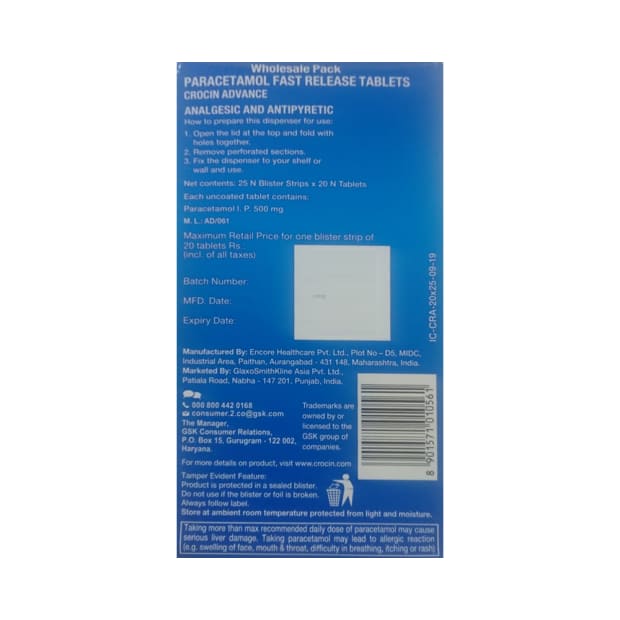 Wholesale Pack
PARACETAMOL FAST RELEASE TABLETS
CROCIN ADVANCE
ANALGESIC AND ANTIPYRETIC
How to prepare this dispenser for use:
1. Open the lid at the top and fold with
holes together.
2. Remove perforated sections.
3. Fix the dispenser to your shelf or
wall and use.
Net contents: 25 N Blister Strips x 20 N Tablets
Each uncoated tablet contains:
Paracetamol I. P. 500 mg
M. L.: AD/061
Maximum Retail Price for one blister strip of
20 tablets Rs.:
(incl. of all taxes)
Batch Number:
MFD. Date:
Expiry Date:
IC-CRA-20x25-09-19
Manufactured By: Encore Healthcare Pvt. Ltd., Plot No – D5, MIDC,
Industrial Area, Paithan, Aurangabad - 431 148, Maharashtra, India.
Marketed By: GlaxoSmithKline Asia Pvt. Ltd.,
Patiala Road, Nabha - 147 201, Punjab, India.
000 800 442 0168
consumer.2.co@gsk.com
The Manager,
GSK Consumer Relations,
P.O. Box 15, Gurugram - 122 002,
Haryana.
Trademarks are
owned by or
licensed to the
GSK group of
companies.
8 901571 010561
For more details on product, visit www.crocin.com
Tamper Evident Feature:
Product is protected in a sealed blister.
Do not use if the blister or foil is broken.
Always follow label.
Store at ambient room temperature protected from light and moisture.
Taking more than max recommended daily dose of paracetamol may cause
serious liver damage. Taking paracetamol may lead to allergic reaction
(e.g. swelling of face, mouth & throat, difficulty in breathing, itching or rash)